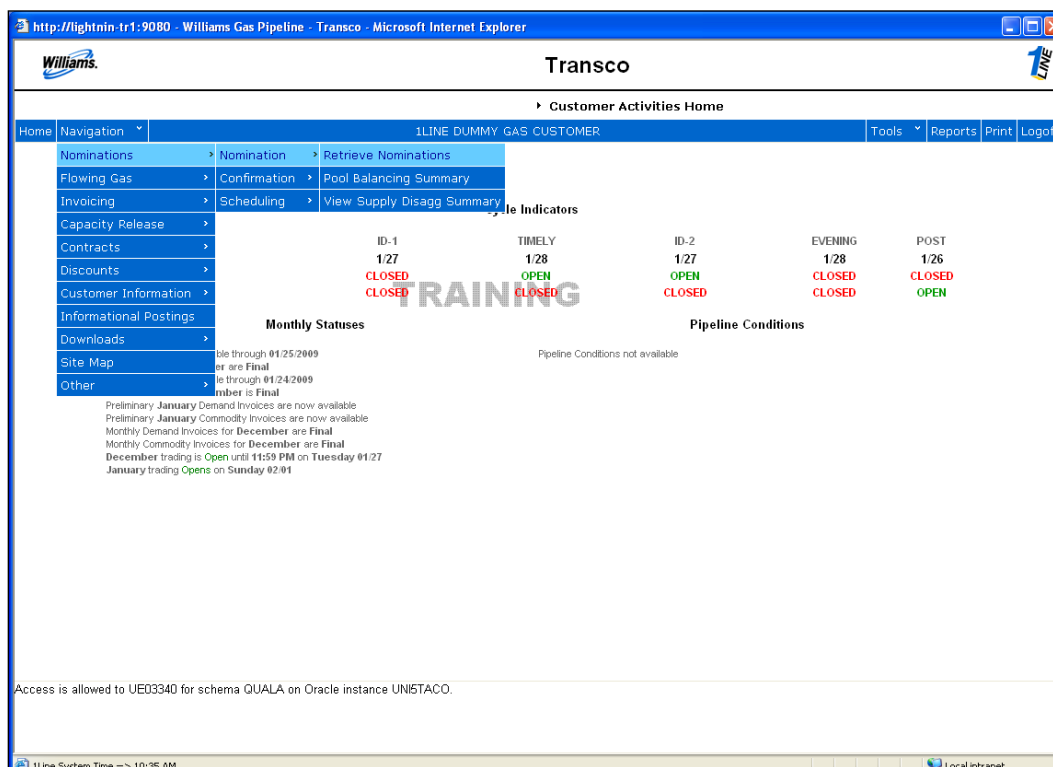 http://lightnin-tr1:9080 - Williams Gas Pipeline - Transco - Microsoft Internet Explorer
Williams.
Transco
1LINE
Customer Activities Home
Home Navigation 1LINE DUMMY GAS CUSTOMER Tools Reports Print
Nominations Nomination Retrieve Nominations
Flowing Gas Confirmation Pool Balancing Summary
Invoicing Scheduling View Supply Disagg Summary
Indicators
Capacity Release
Contracts
Discounts
Customer Information
Informational Postings
Downloads
Site Map
Other
ID-1 TIMELY ID-2 EVENING POST
1/27 1/28 1/27 1/28 1/26
CLOSED OPEN OPEN CLOSED CLOSED
CLOSED CLOSED CLOSED CLOSED OPEN
TRAINING
Monthly Statuses Pipeline Conditions
through 01/25/2009 Pipeline Conditions not available
are Final
through 01/24/2009
is Final
Preliminary January Demand Invoices are now available
Preliminary January Commodity Invoices are now available
Monthly Demand Invoices for December are Final
Monthly Commodity Invoices for December are Final
December trading is Open until 11:59 PM on Tuesday 01/27
January trading Opens on Sunday 02/01
Access is allowed to UE03340 for schema QUALA on Oracle instance UNI5TACO.
1Line System Time => 10:35 AM Local intranet